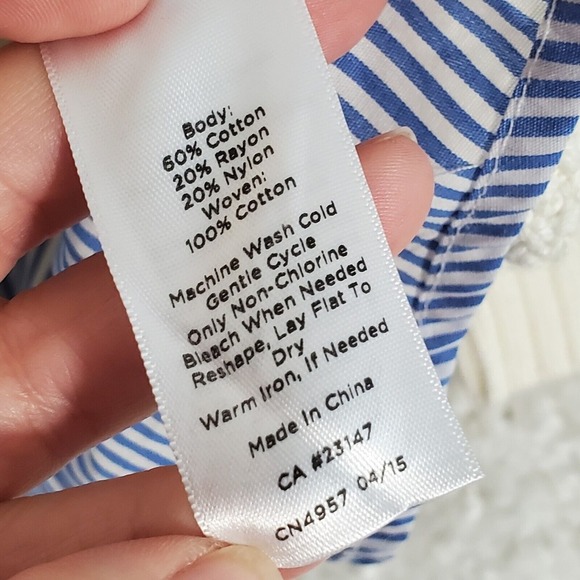 Body:
60% Cotton
20% Rayon
20% Nylon
Woven:
100% Cotton
Machine Wash Cold
Gentle Cycle
Only Non-Chlorine
Bleach When Needed
Reshape, Lay Flat To
Dry
Warm Iron, If Needed
Made In China
CA #23147
CN4957 04/15